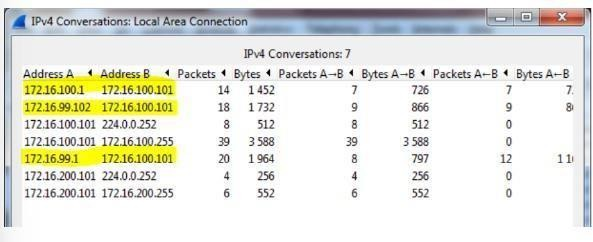 IPv4 Conversations: Local Area Connection
IPv4 Conversations: 7
Address A Address B Packets Bytes Packets A→B Bytes A→B Packets A←B Bytes A←B
172.16.100.1 172.16.100.101 14 1 452 7 726 7
172.16.99.102 172.16.100.101 18 1 732 9 866 9
172.16.100.101 224.0.0.252 8 512 8 512 0
172.16.100.101 172.16.100.255 39 3 588 39 3 588 0
172.16.99.1 172.16.100.101 20 1 964 8 797 12
172.16.200.101 224.0.0.252 4 256 4 256 0
172.16.200.101 172.16.200.255 6 552 6 552 0